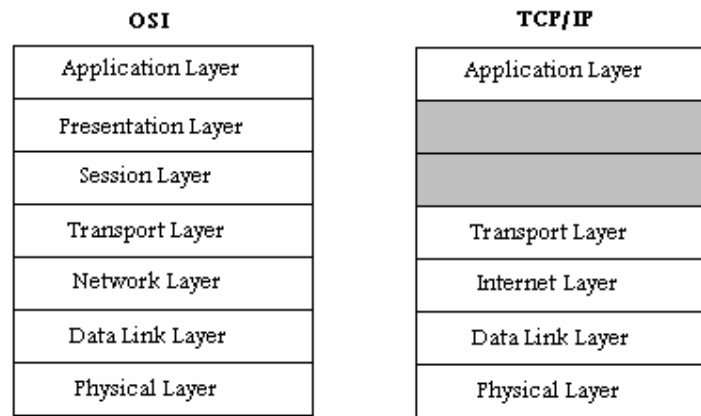 OSI
Application Layer
Presentation Layer
Session Layer
Transport Layer
Network Layer
Data Link Layer
Physical Layer
TCP/IP
Application Layer
Transport Layer
Internet Layer
Data Link Layer
Physical Layer